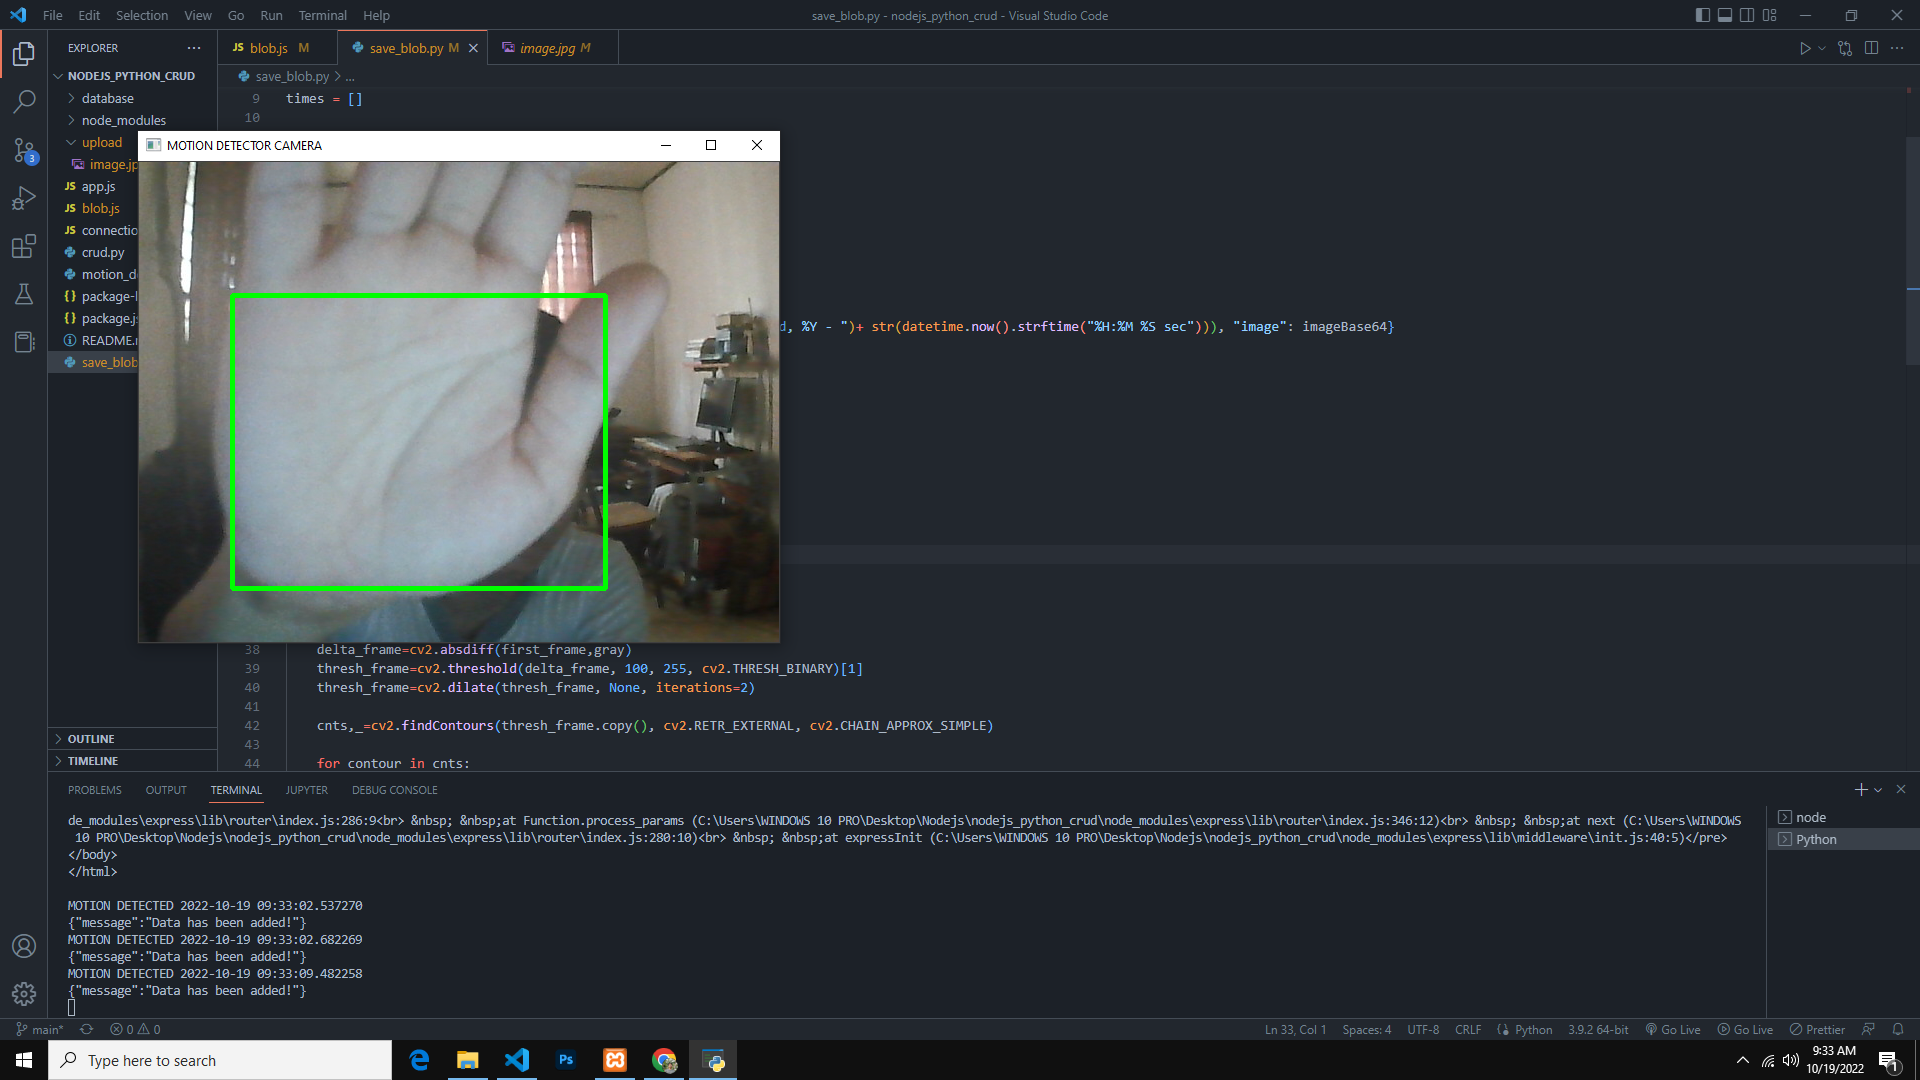 File Edit Selection View Go Run Terminal Help
save_blob.py - nodejs_python_crud - Visual Studio Code
EXPLORER
JS blob.js M
save_blob.py M
image.jpg M
NODEJS_PYTHON_CRUD
database
node_modules
upload
image.jp
JS app.js
JS blob.js
JS connectio
crud.py
motion_d
{} package-l
{} package.js
README.
save_blob
OUTLINE
TIMELINE
3
save_blob.py > ...
9 times = []
10
MOTION DETECTOR CAMERA
d, %Y - ")+ str(datetime.now().strftime("%H:%M %S sec"))), "image": imageBase64}
38 delta_frame=cv2.absdiff(first_frame,gray)
39 thresh_frame=cv2.threshold(delta_frame, 100, 255, cv2.THRESH_BINARY)[1]
40 thresh_frame=cv2.dilate(thresh_frame, None, iterations=2)
41
42 cnts,_=cv2.findContours(thresh_frame.copy(), cv2.RETR_EXTERNAL, cv2.CHAIN_APPROX_SIMPLE)
43
44 for contour in cnts:
PROBLEMS OUTPUT TERMINAL JUPYTER DEBUG CONSOLE
de_modules\express\lib\router\index.js:286:9<br> &nbsp; &nbsp;at Function.process_params (C:\Users\WINDOWS 10 PRO\Desktop\Nodejs\nodejs_python_crud\node_modules\express\lib\router\index.js:346:12)<br> &nbsp; &nbsp;at next (C:\Users\WINDOWS
10 PRO\Desktop\Nodejs\nodejs_python_crud\node_modules\express\lib\router\index.js:280:10)<br> &nbsp; &nbsp;at expressInit (C:\Users\WINDOWS 10 PRO\Desktop\Nodejs\nodejs_python_crud\node_modules\express\lib\middleware\init.js:40:5)</pre>
</body>
</html>
MOTION DETECTED 2022-10-19 09:33:02.537270
{"message":"Data has been added!"}
MOTION DETECTED 2022-10-19 09:33:02.682269
{"message":"Data has been added!"}
MOTION DETECTED 2022-10-19 09:33:09.482258
{"message":"Data has been added!"}
node
Python
main* 0 0
Ln 33, Col 1 Spaces: 4 UTF-8 CRLF Python 3.9.2 64-bit Go Live Go Live Prettier
Type here to search
Ps
9:33 AM
10/19/2022
1